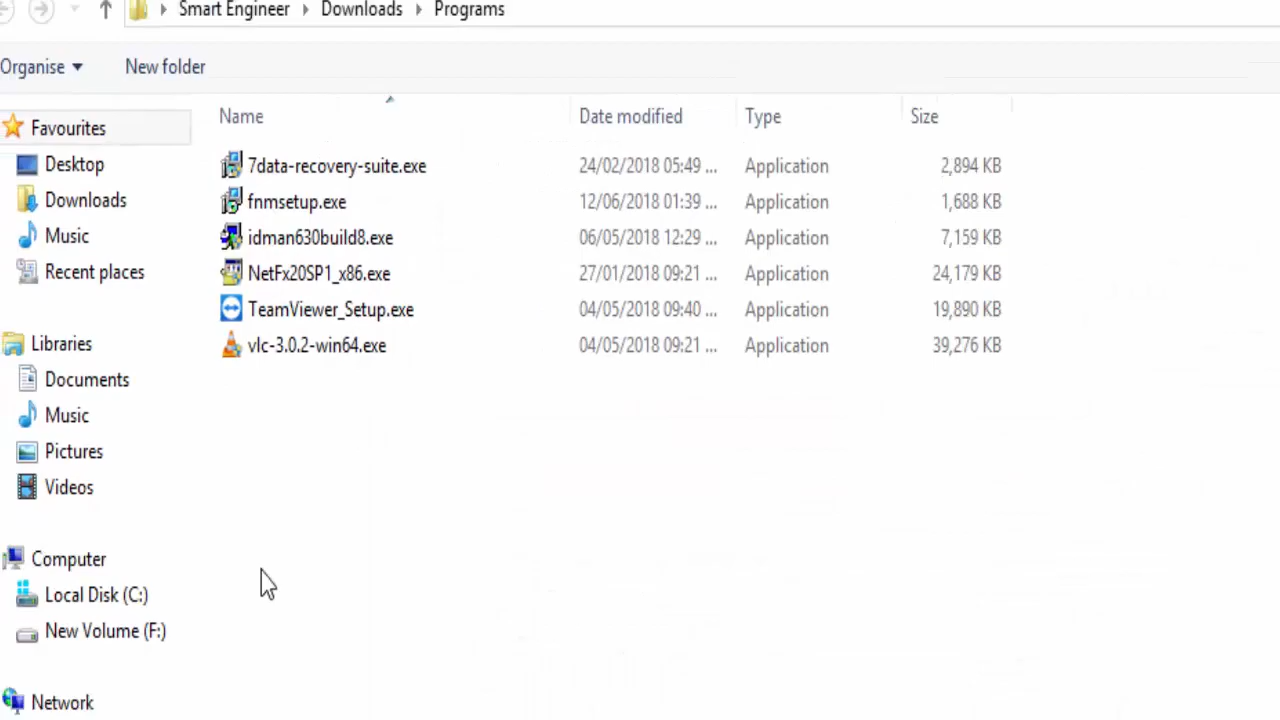 Smart Engineer Downloads Programs
Organise New folder
Name Date modified Type Size
Favourites
Desktop
Downloads
Music
Recent places
Libraries
Documents
Music
Pictures
Videos
Computer
Local Disk (C:)
New Volume (F:)
Network
7data-recovery-suite.exe 24/02/2018 05:49 ... Application 2,894 KB
fnmsetup.exe 12/06/2018 01:39 ... Application 1,688 KB
idman630build8.exe 06/05/2018 12:29 ... Application 7,159 KB
NetFx20SP1_x86.exe 27/01/2018 09:21 ... Application 24,179 KB
TeamViewer_Setup.exe 04/05/2018 09:40 ... Application 19,890 KB
vlc-3.0.2-win64.exe 04/05/2018 09:21 ... Application 39,276 KB